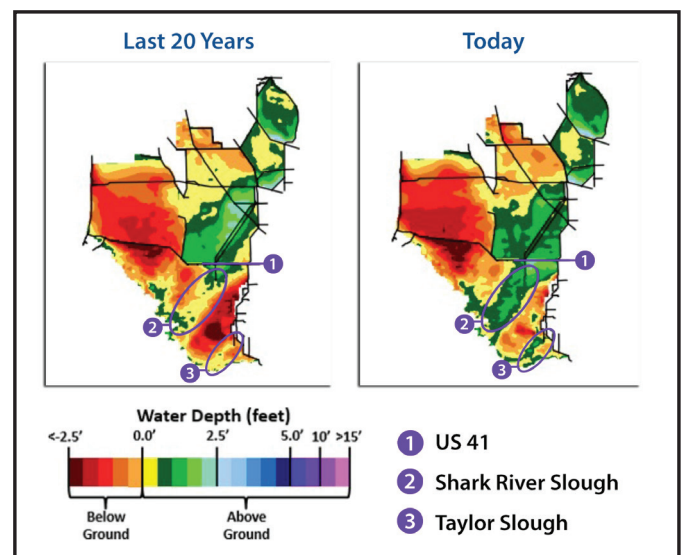 Last 20 Years
Today
1
2
3
1
2
3
Water Depth (feet)
<-2.5' 0.0' 2.5' 5.0' 10' >15'
Below
Ground
Above
Ground
1 US 41
2 Shark River Slough
3 Taylor Slough